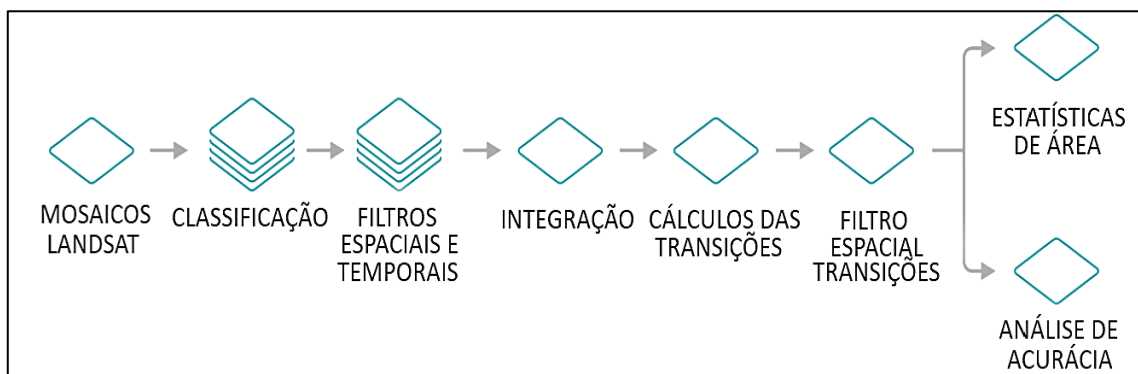 MOSAICOS
LANDSAT
CLASSIFICAÇÃO
FILTROS
ESPACIAIS E
TEMPORAIS
INTEGRAÇÃO
CÁLCULOS DAS
TRANSIÇÕES
FILTRO
ESPACIAL
TRANSIÇÕES
ESTATÍSTICAS
DE ÁREA
ANÁLISE DE
ACURÁCIA